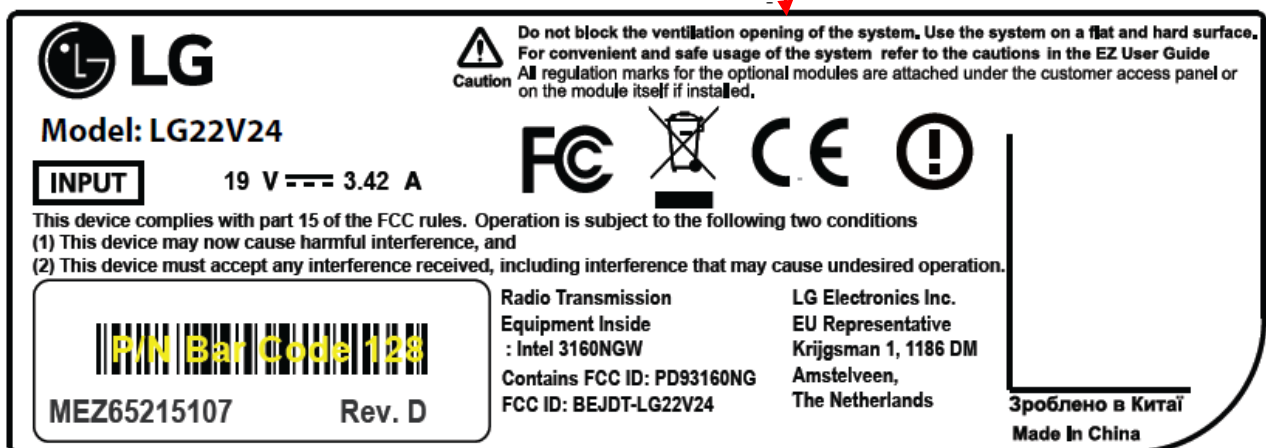 LG
Caution
Do not block the ventilation opening of the system. Use the system on a flat and hard surface.
For convenient and safe usage of the system refer to the cautions in the EZ User Guide
All regulation marks for the optional modules are attached under the customer access panel or
on the module itself if installed.
Model: LG22V24
INPUT 19 V 3.42 A
FC CE
This device complies with part 15 of the FCC rules. Operation is subject to the following two conditions
(1) This device may now cause harmful interference, and
(2) This device must accept any interference received, including interference that may cause undesired operation.
P/N Bar Code 128
MEZ65215107 Rev. D
Radio Transmission
Equipment Inside
: Intel 3160NGW
Contains FCC ID: PD93160NG
FCC ID: BEJDT-LG22V24
LG Electronics Inc.
EU Representative
Krijgsman 1, 1186 DM
Amstelveen,
The Netherlands
Зроблено в Китаї
Made In China